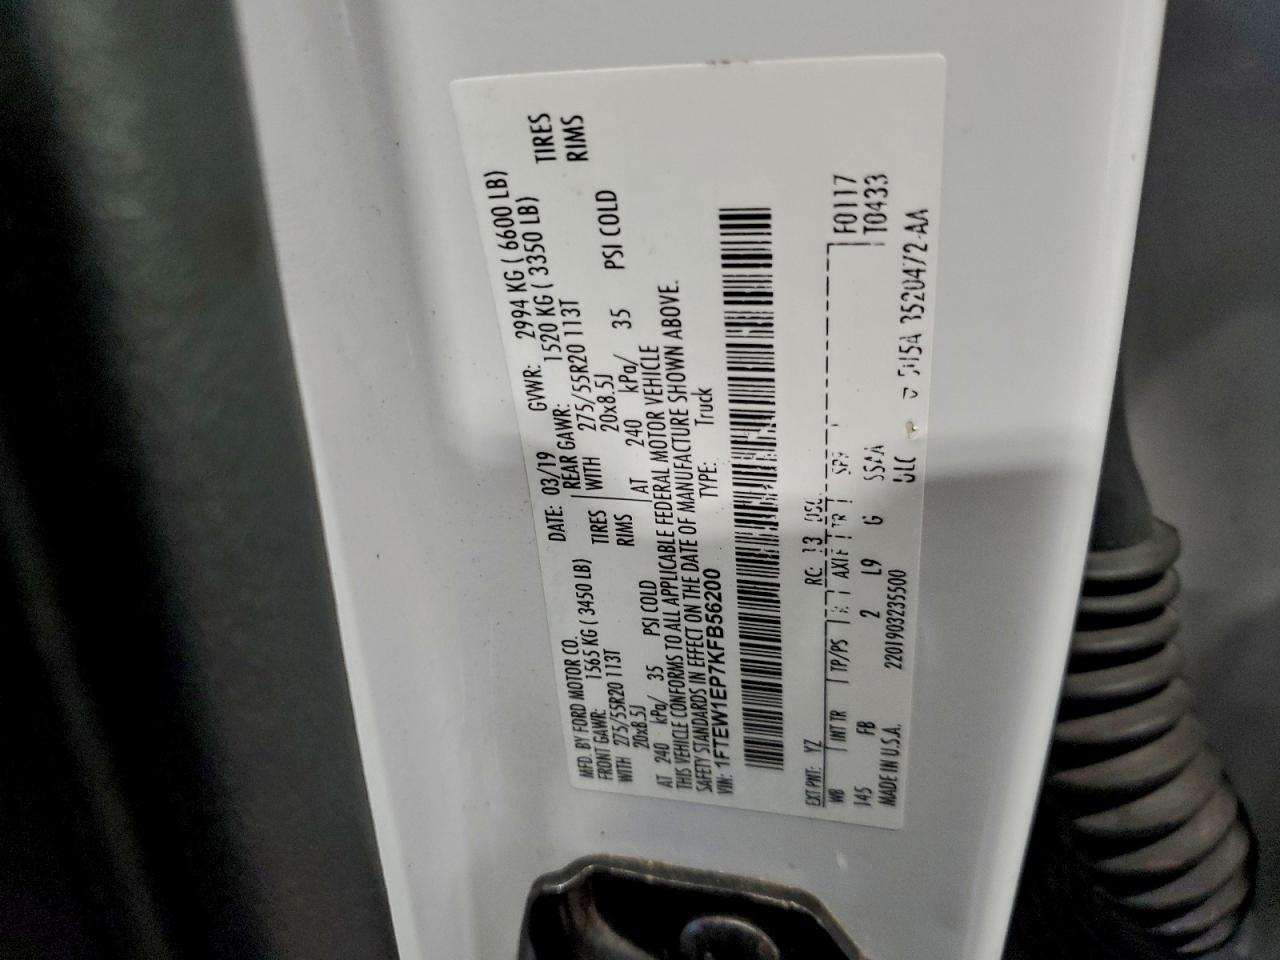 MFD. BY FORD MOTOR CO.
DATE: 03/19 GVWR: 2994 KG ( 6600 LB)
FRONT GAWR: 1565 KG ( 3450 LB) REAR GAWR: 1520 KG ( 3350 LB)
WITH 275/55R20 113T TIRES WITH 275/55R20 113T TIRES
20x8.5J RIMS 20x8.5J RIMS
AT 240 kPa/ 35 PSI COLD AT 240 kPa/ 35 PSI COLD
THIS VEHICLE CONFORMS TO ALL APPLICABLE FEDERAL MOTOR VEHICLE
SAFETY STANDARDS IN EFFECT ON THE DATE OF MANUFACTURE SHOWN ABOVE.
VIN: 1FTEW1EP7KFB56200 TYPE: Truck
EXT PNT: YZ RC: 13 DSO:
WB INT TR TP/PS R AXLE TR SPR F0117
145 FB 2 L9 G SSAA T0433
MADE IN U.S.A. 2201903235500